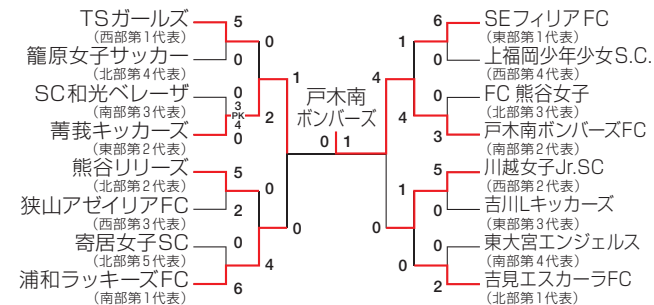 TSガールズ
(西部第1代表)
籠原女子サッカー
(北部第4代表)
SC和光ベレーザ
(南部第3代表)
菁莪キッカーズ
(東部第2代表)
熊谷リリーズ
(北部第2代表)
狭山アゼイリアFC
(西部第3代表)
寄居女子SC
(北部第5代表)
浦和ラッキーズFC
(南部第1代表)
5
0
0
3
PK
4
0
5
2
0
6
0
2
0
4
1
0
戸木南
ボンバーズ
0 1
4
0
1
4
1
0
6
0
0
3
5
0
0
2
SEフィリアFC
(東部第1代表)
上福岡少年少女S.C.
(西部第4代表)
FC 熊谷女子
(北部第3代表)
戸木南ボンバーズFC
(南部第2代表)
川越女子Jr.SC
(西部第2代表)
吉川Lキッカーズ
(東部第3代表)
東大宮エンジェルス
(南部第4代表)
吉見エスカーラFC
(北部第1代表)